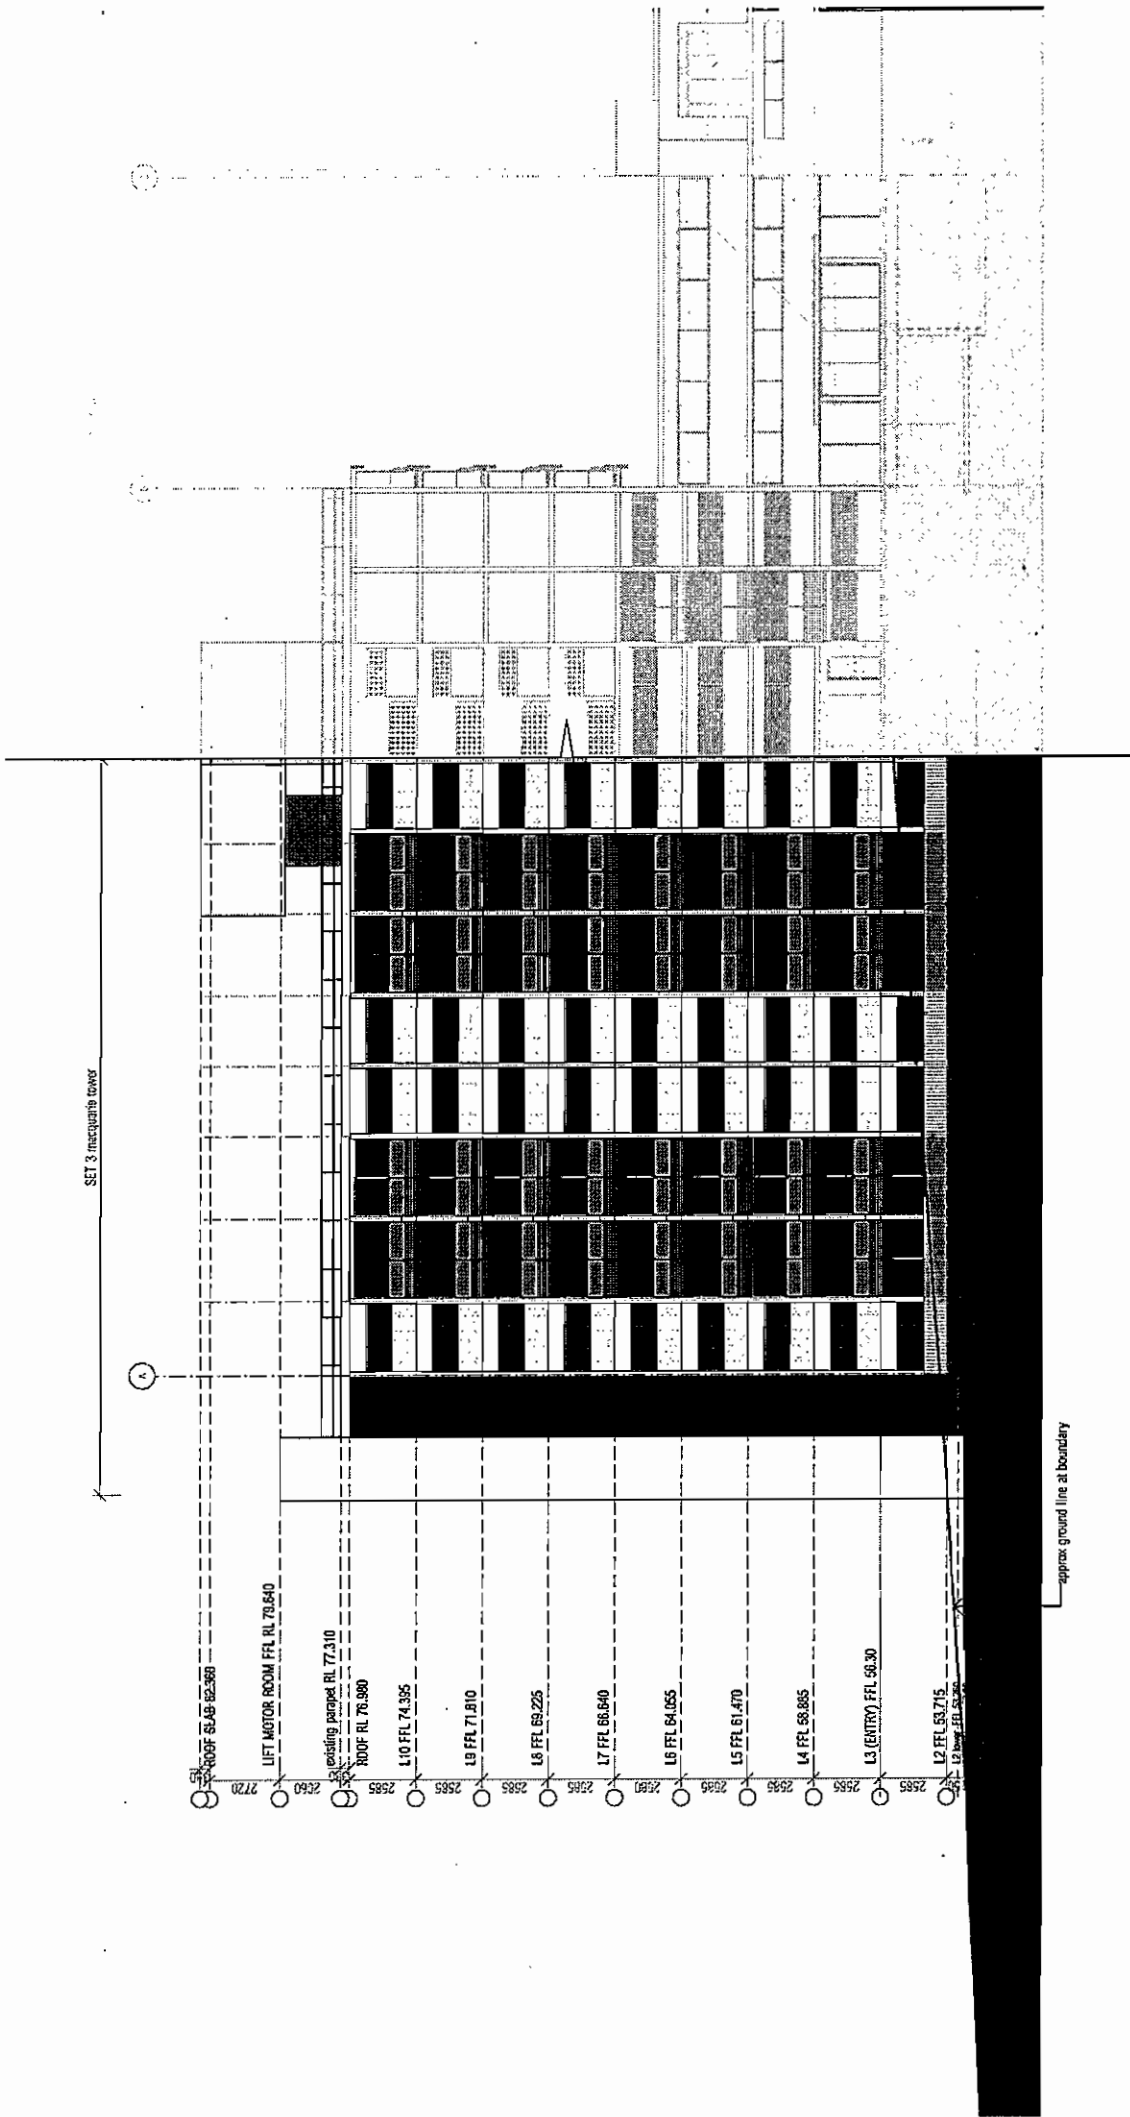 SET 3 macquarie tower
A
ROOF SLAB 82.360
LIFT MOTOR ROOM FFL RL 79.640
existing parapet RL 77.310
ROOF RL 76.980
L10 FFL 74.395
L9 FFL 71.810
L8 FFL 69.225
L7 FFL 66.640
L6 FFL 64.055
L5 FFL 61.470
L4 FFL 58.885
L3 (ENTRY) FFL 56.30
L2 FFL 53.715
L2 lower FFL
2720
2585
2585
2585
2585
2585
2585
2585
2585
approx ground line at boundary